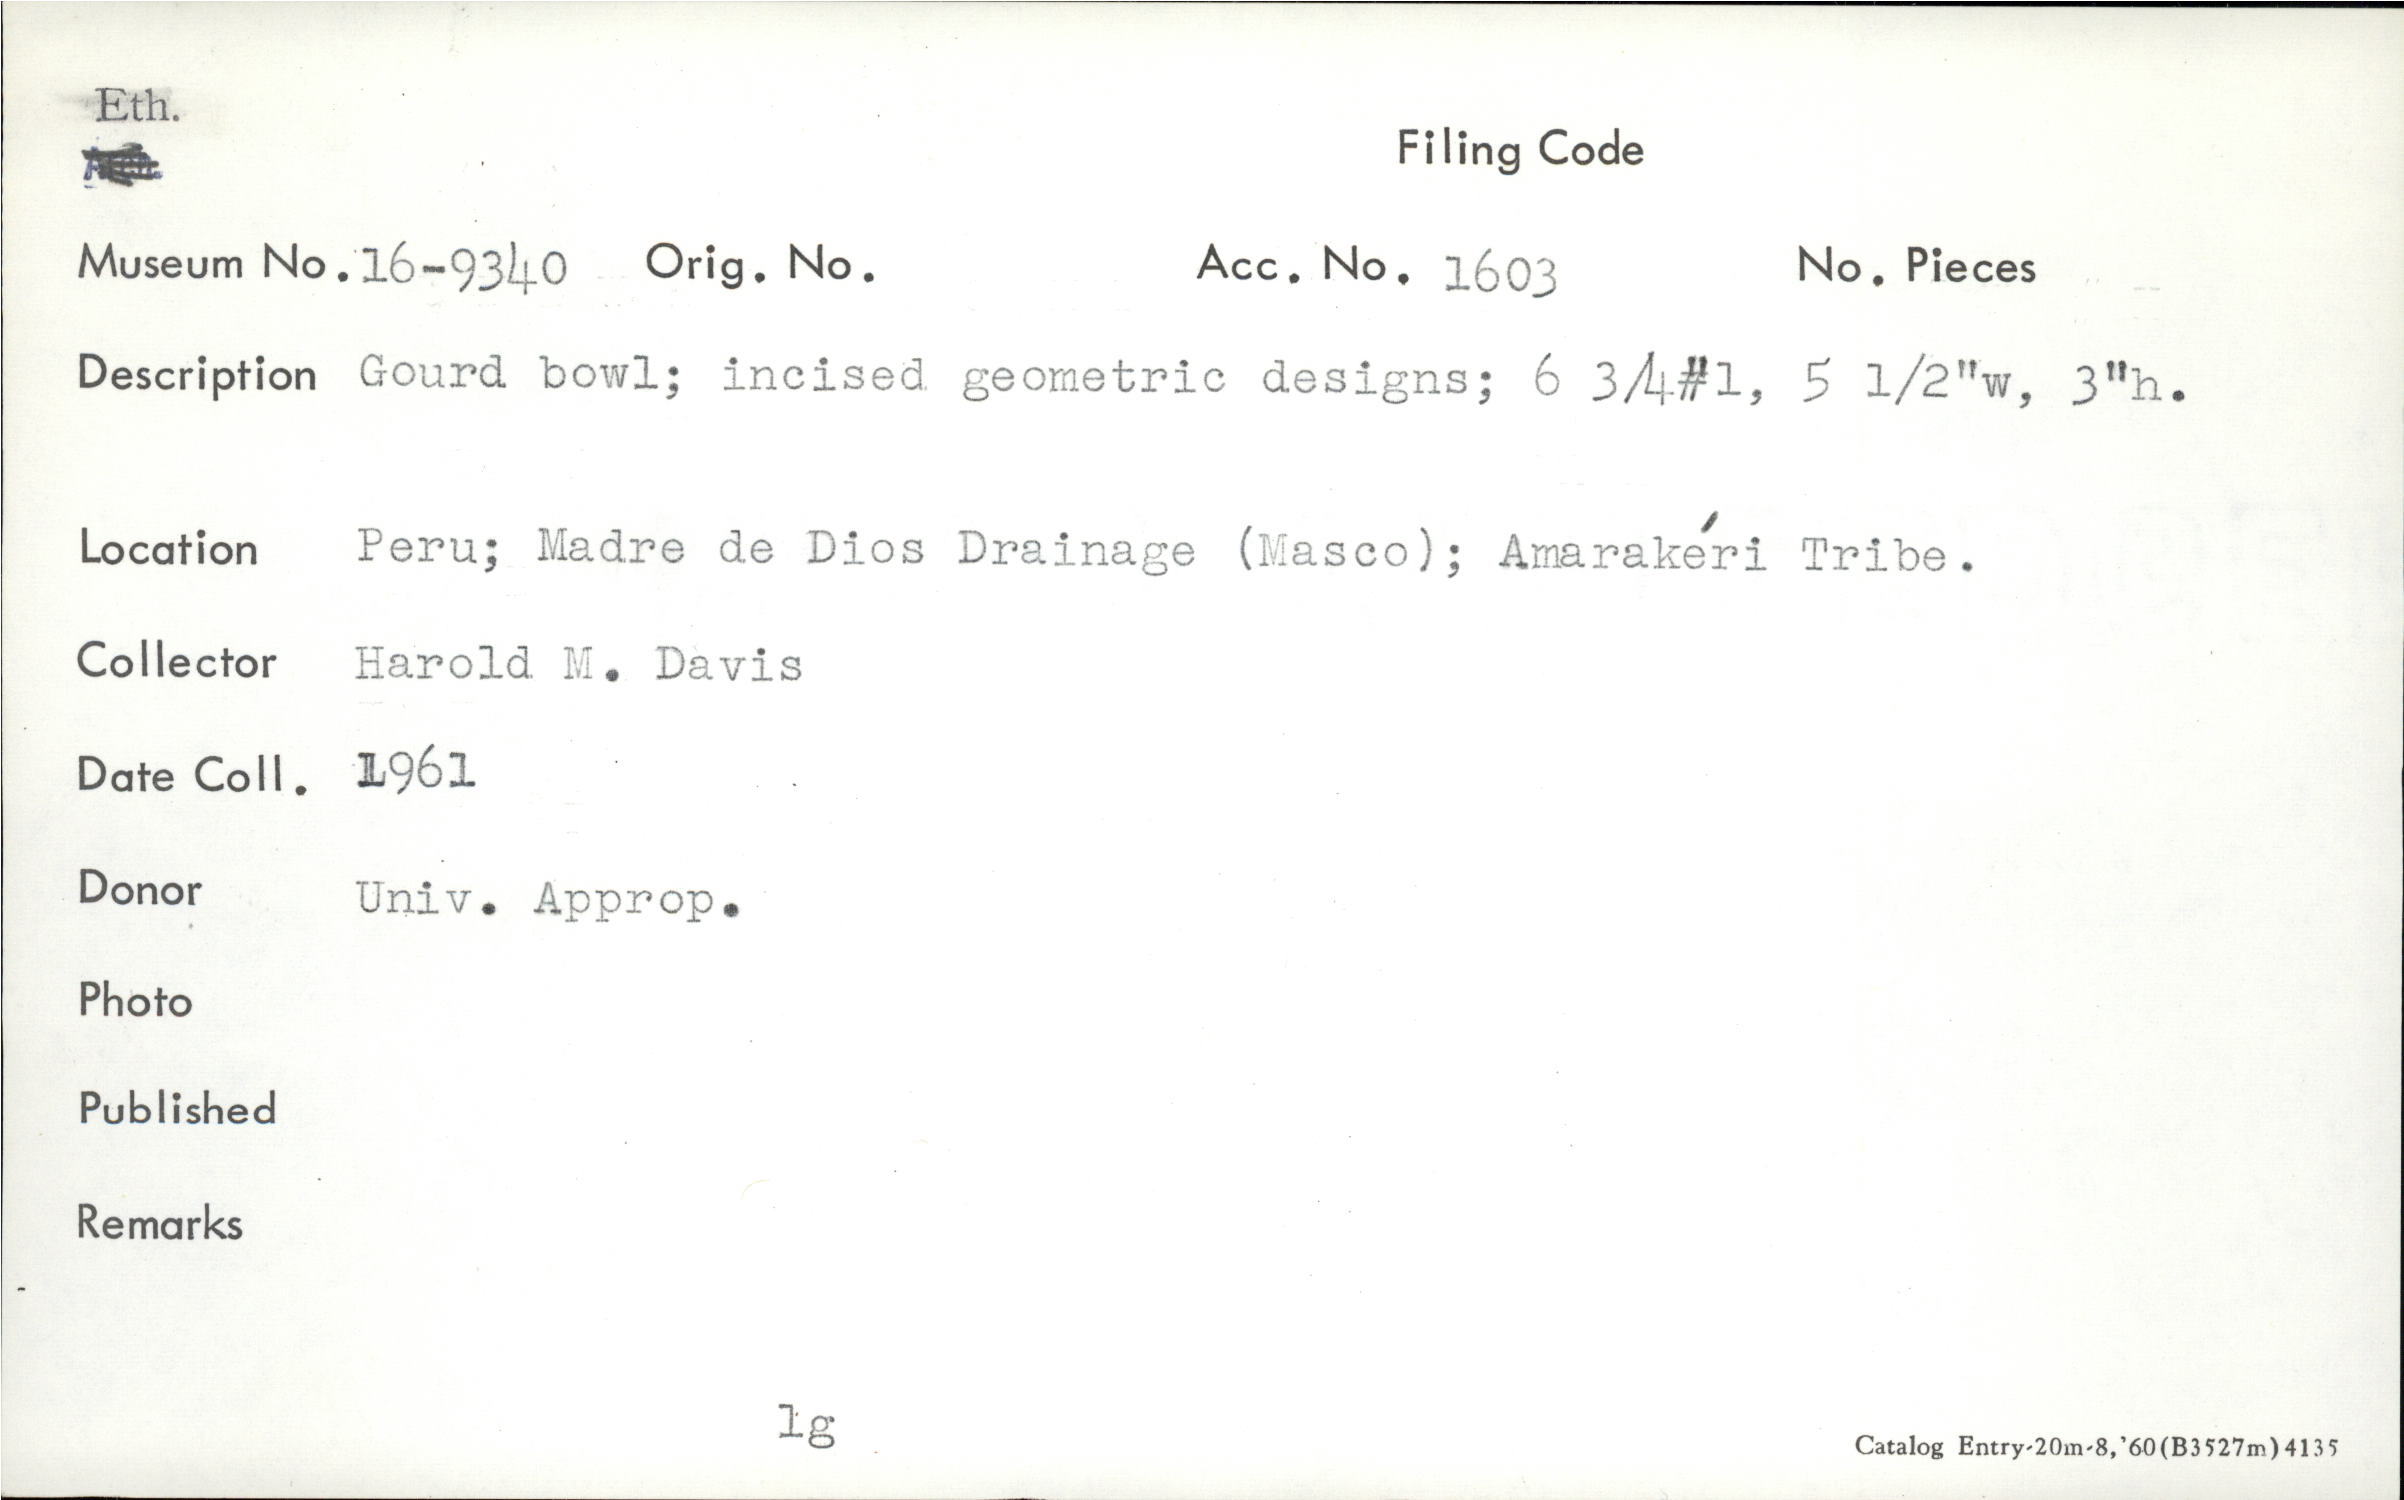 Eth.
Filing Code
Museum No. 16-9340 Orig. No. Acc. No. 1603 No. Pieces
Description Gourd bowl; incised geometric designs; 6 3/4#l, 5 1/2"w, 3"h.
Location Peru; Madre de Dios Drainage (Masco); Amarakéri Tribe.
Collector Harold M. Davis
Date Coll. 1961
Donor Univ. Approp.
Photo
Published
Remarks
lg
Catalog Entry-20m-8,'60(B3527m)4135